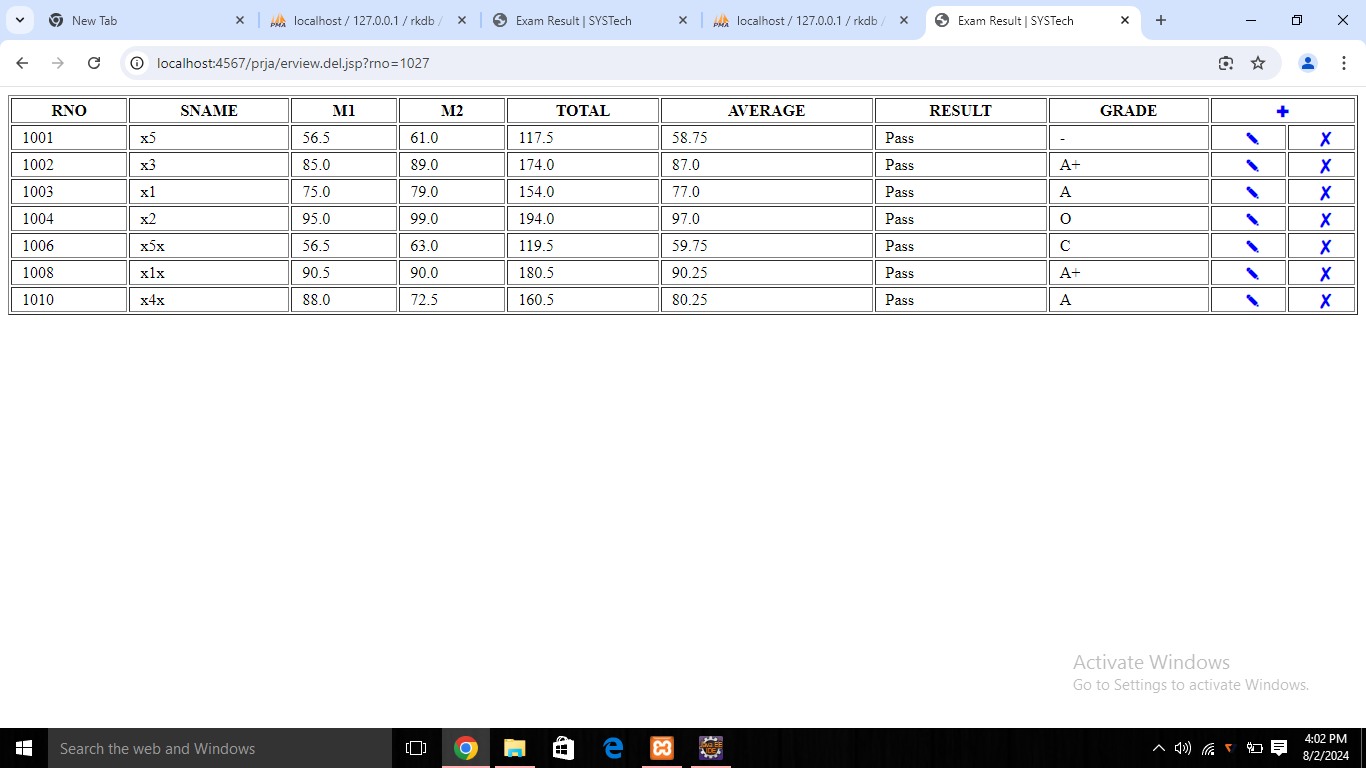 New Tab
localhost / 127.0.0.1 / rkdb /
Exam Result | SYSTech
localhost / 127.0.0.1 / rkdb /
Exam Result | SYSTech
localhost:4567/prja/erview.del.jsp?rno=1027
RNO SNAME M1 M2 TOTAL AVERAGE RESULT GRADE
1001 x5 56.5 61.0 117.5 58.75 Pass -
1002 x3 85.0 89.0 174.0 87.0 Pass A+
1003 x1 75.0 79.0 154.0 77.0 Pass A
1004 x2 95.0 99.0 194.0 97.0 Pass O
1006 x5x 56.5 63.0 119.5 59.75 Pass C
1008 x1x 90.5 90.0 180.5 90.25 Pass A+
1010 x4x 88.0 72.5 160.5 80.25 Pass A
Activate Windows
Go to Settings to activate Windows.
Search the web and Windows
4:02 PM
8/2/2024